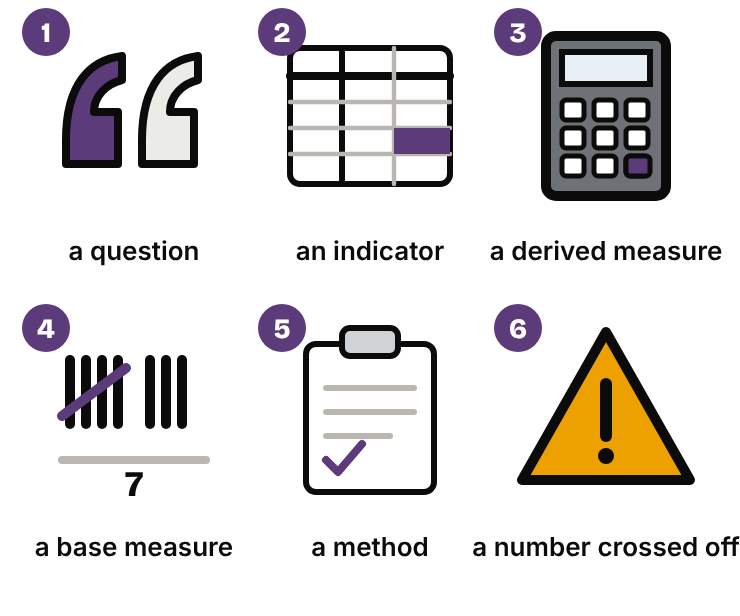 1
2
3
a question
an indicator
a derived measure
4
5
6
7
a base measure
a method
a number crossed off